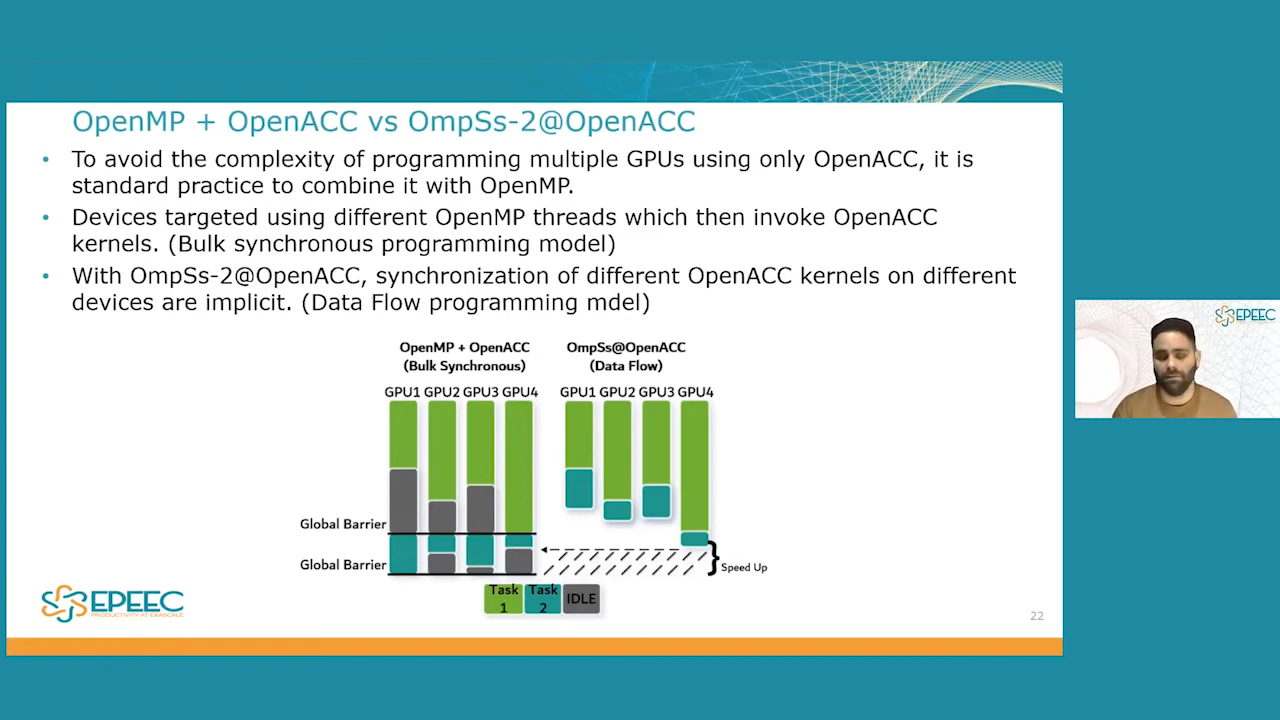 OpenMP + OpenACC vs OmpSs-2@OpenACC
• To avoid the complexity of programming multiple GPUs using only OpenACC, it is
standard practice to combine it with OpenMP.
• Devices targeted using different OpenMP threads which then invoke OpenACC
kernels. (Bulk synchronous programming model)
• With OmpSs-2@OpenACC, synchronization of different OpenACC kernels on different
devices are implicit. (Data Flow programming mdel)
OpenMP + OpenACC
(Bulk Synchronous)
OmpSs@OpenACC
(Data Flow)
GPU1 GPU2 GPU3 GPU4
GPU1 GPU2 GPU3 GPU4
Global Barrier
Global Barrier
Speed Up
Task
1
Task
2
IDLE
EPEEC
PRODUCTIVITY AT EXASCALE
22
EPEEC